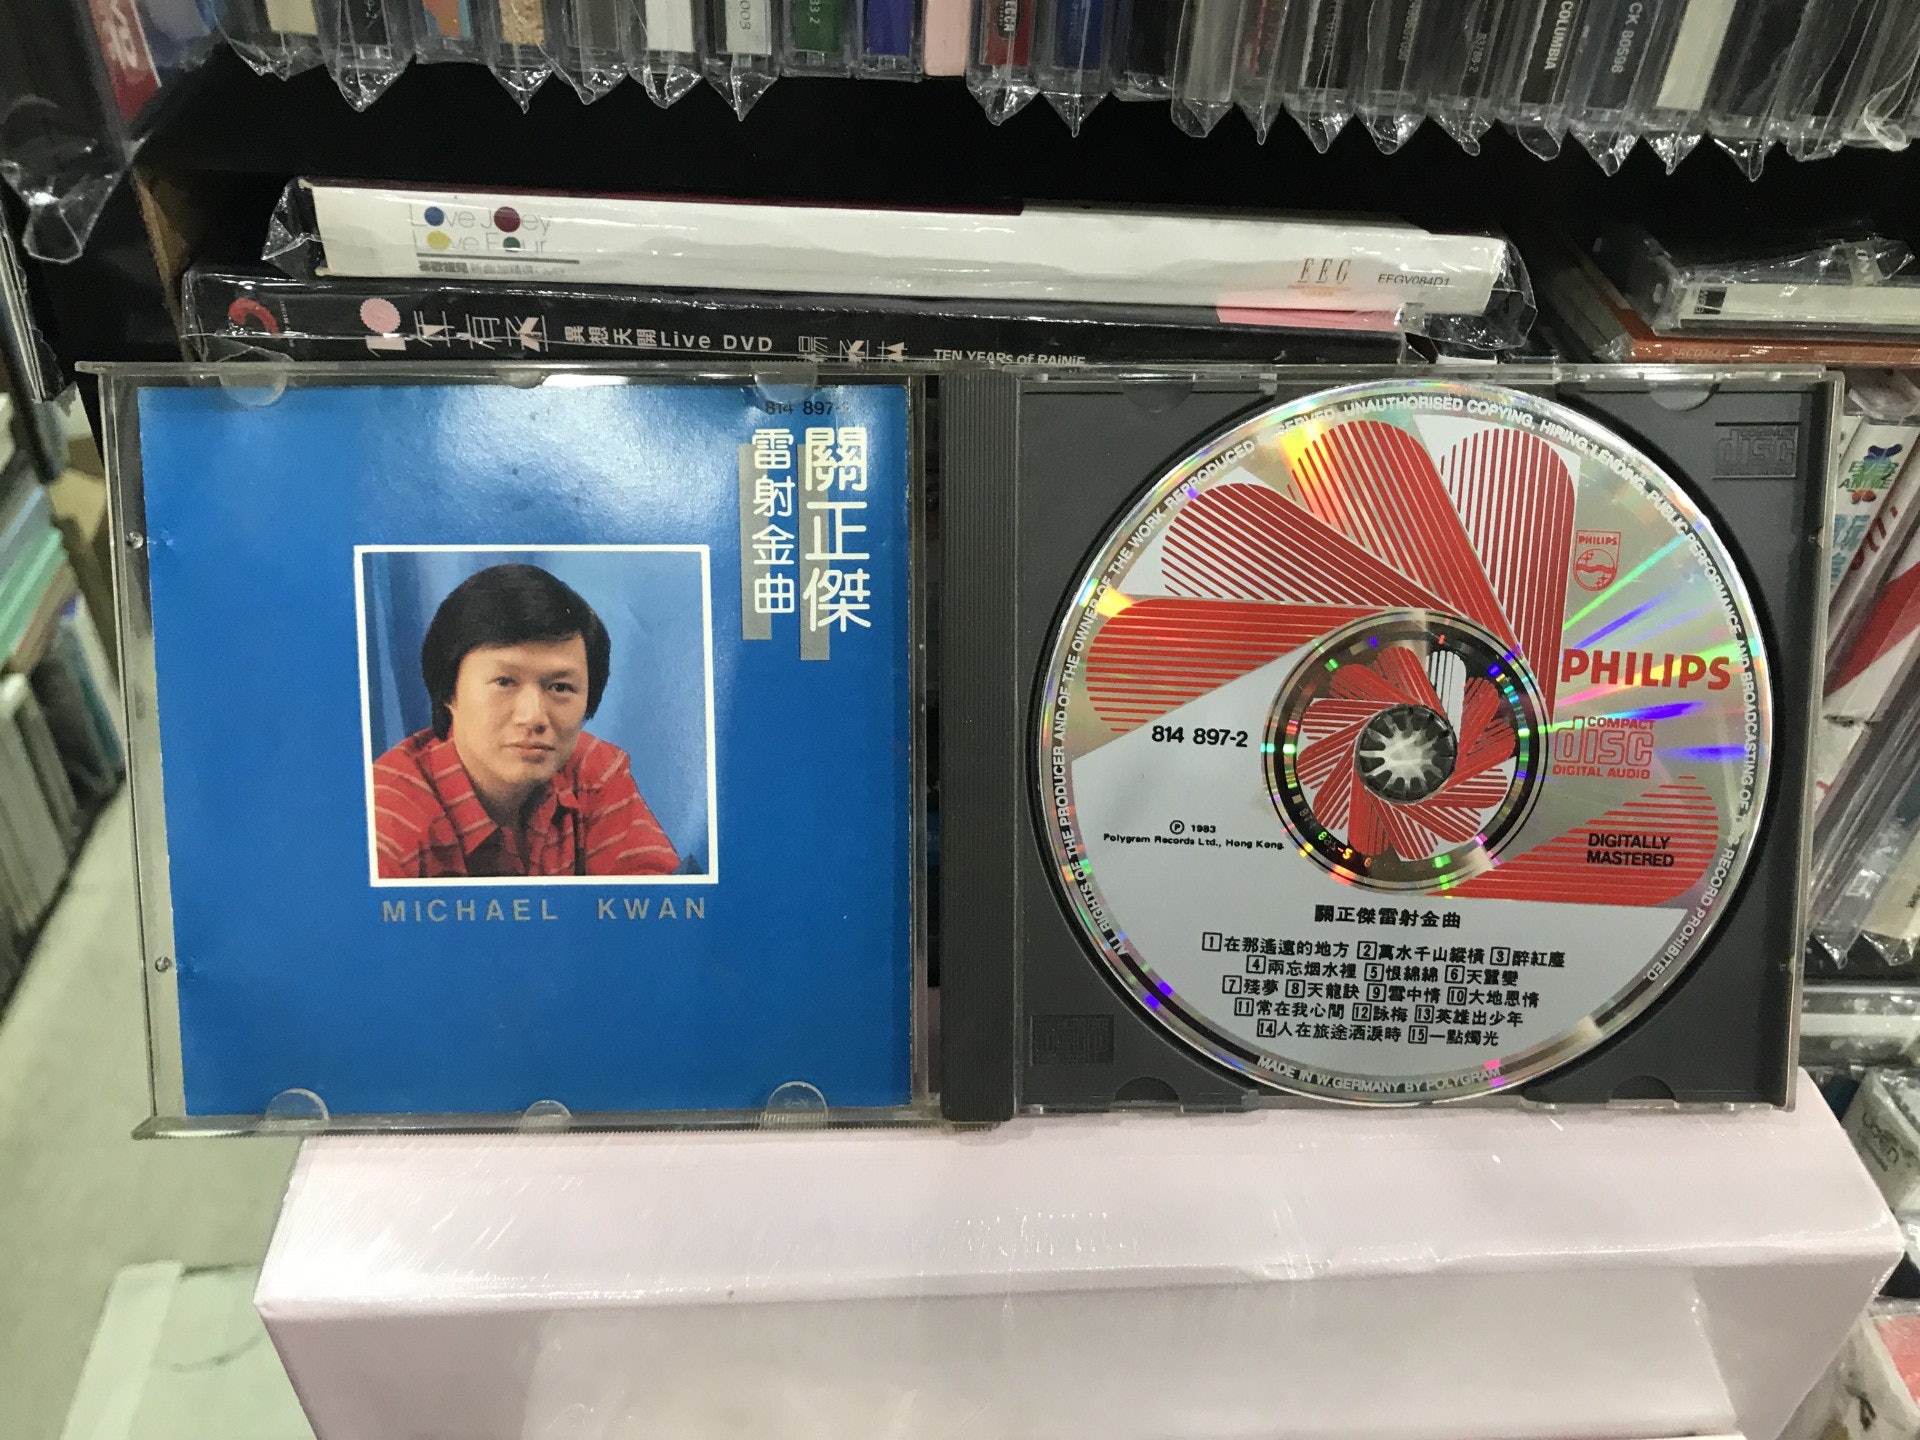 COLUMBIA
CK 80598
Love Joey
Love Four
EEG
EEGV084D1
異想天開Live DVD
TEN YEARS of RAiNiE
814 897-2
關正傑
雷射金曲
MICHAEL KWAN
ALL RIGHTS OF THE PRODUCER AND OF THE OWNER OF THE WORK REPRODUCED RESERVED. UNAUTHORISED COPYING, HIRING, LENDING, PUBLIC PERFORMANCE AND BROADCASTING OF THIS RECORD PROHIBITED.
PHILIPS
PHILIPS
COMPACT
disc
DIGITAL AUDIO
814 897-2
Ⓟ 1983
Polygram Records Ltd., Hong Kong.
DIGITALLY
MASTERED
關正傑雷射金曲
1在那遙遠的地方 2萬水千山縱橫 3醉紅塵
4兩忘烟水裡 5恨綿綿 6天蠶變
7殘夢 8天龍訣 9雪中情 10大地恩情
11常在我心間 12詠梅 13英雄出少年
14人在旅途洒淚時 15一點燭光
MADE IN W.GERMANY BY POLYGRAM
disc